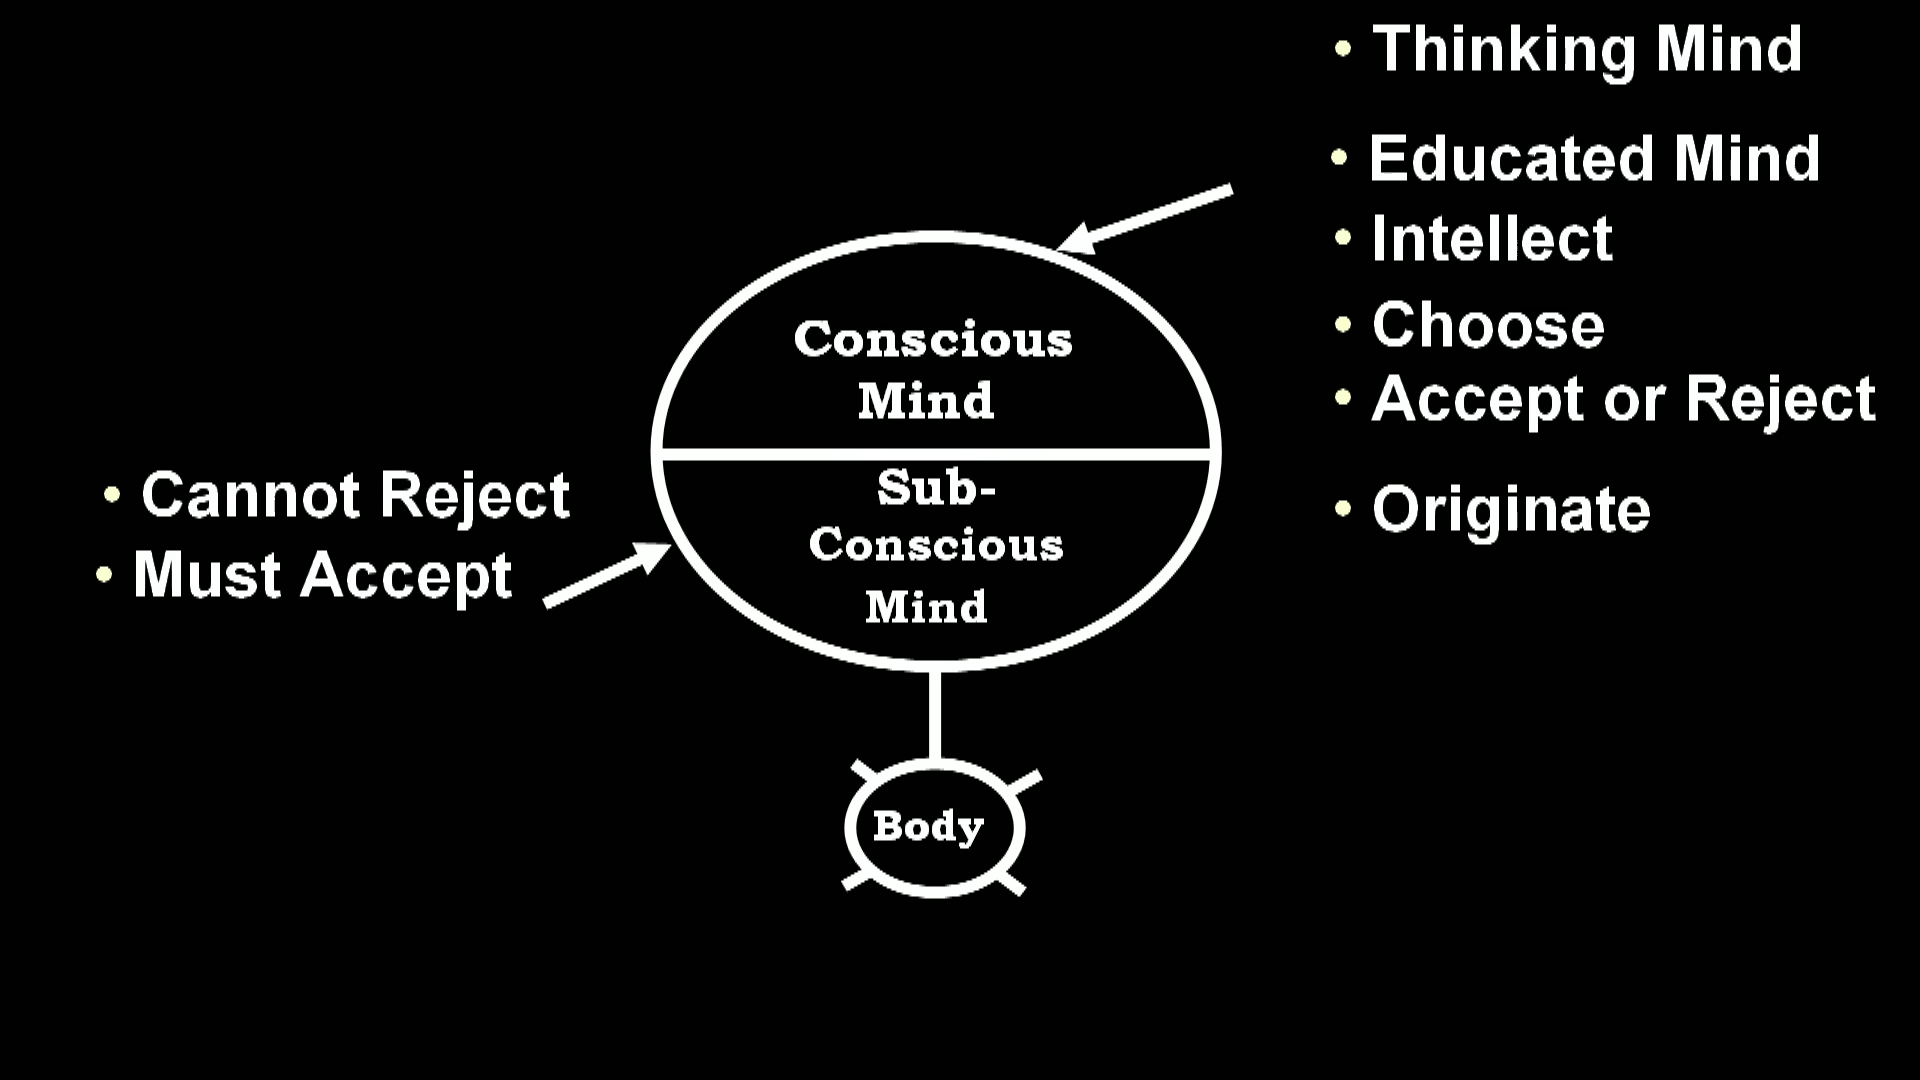 • Thinking Mind
• Educated Mind
• Intellect
• Choose
• Accept or Reject
• Originate
Conscious
Mind
Sub-
Conscious
Mind
• Cannot Reject
• Must Accept
Body